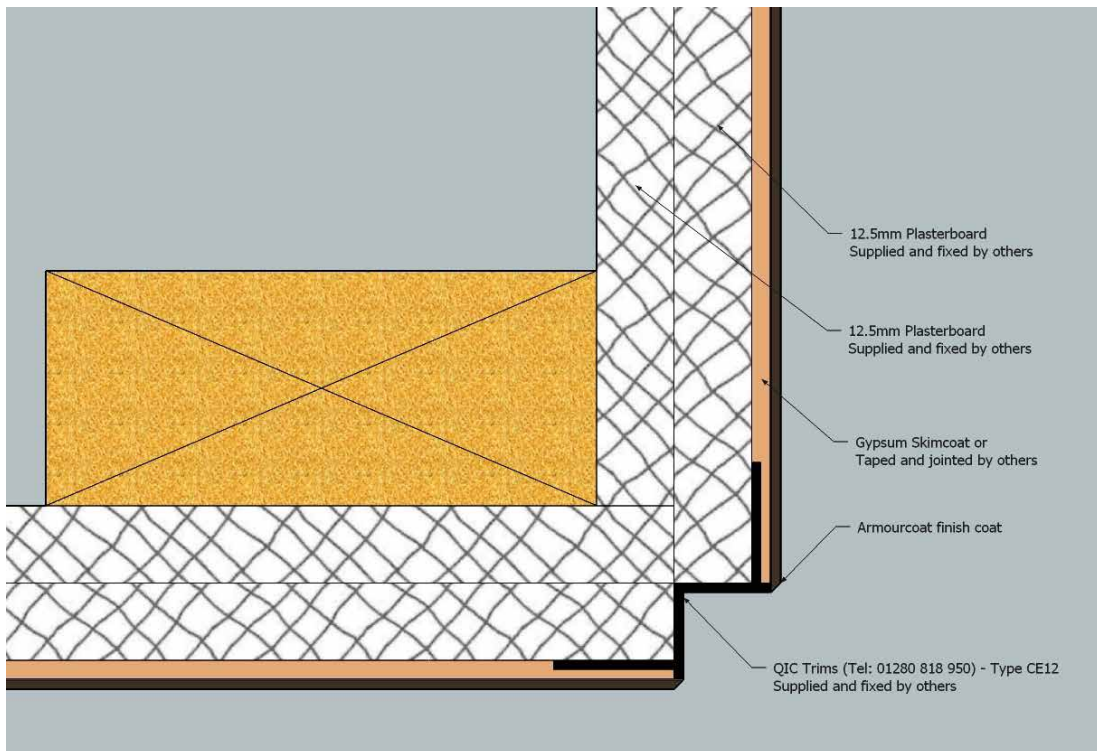 12.5mm Plasterboard
Supplied and fixed by others
12.5mm Plasterboard
Supplied and fixed by others
Gypsum Skimcoat or
Taped and jointed by others
Armourcoat finish coat
QIC Trims (Tel: 01280 818 950) - Type CE12
Supplied and fixed by others